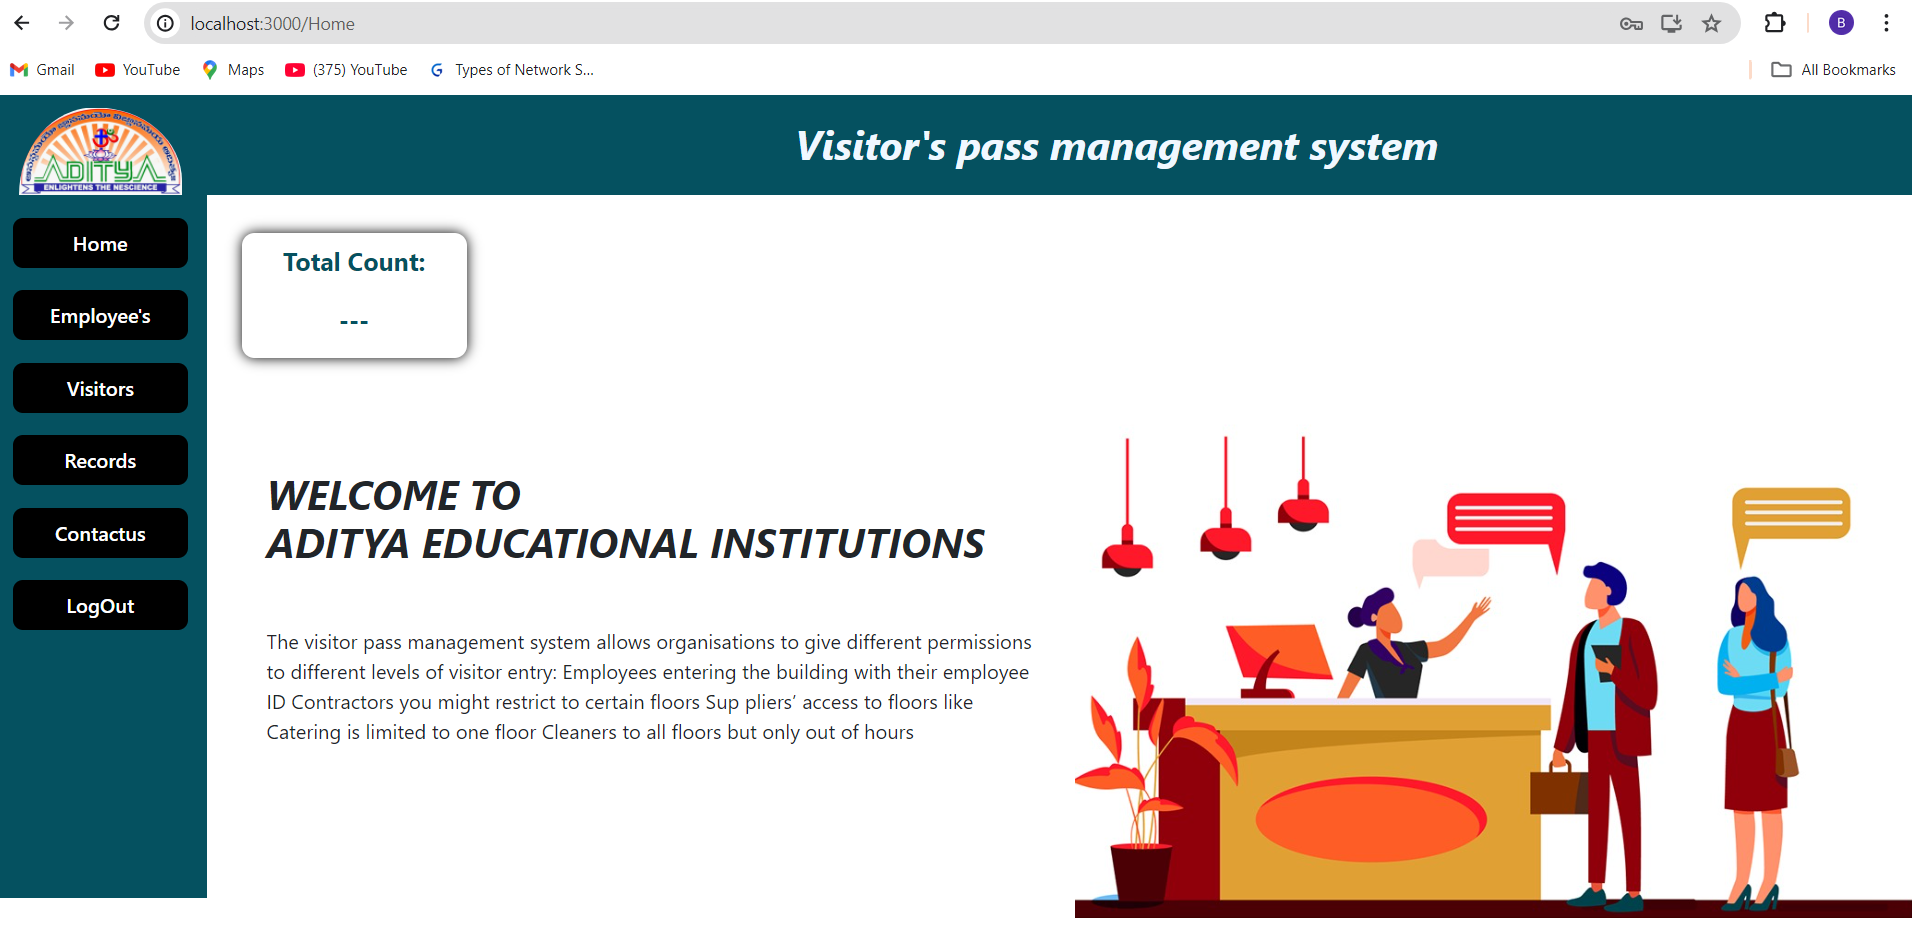 localhost:3000/Home
B
Gmail
YouTube
Maps
(375) YouTube
G
Types of Network S...
All Bookmarks
ADITYA
ENLIGHTENS THE NESCIENCE
Visitor's pass management system
Home
Employee's
Visitors
Records
Contactus
LogOut
Total Count:
---
WELCOME TO
ADITYA EDUCATIONAL INSTITUTIONS
The visitor pass management system allows organisations to give different permissions
to different levels of visitor entry: Employees entering the building with their employee
ID Contractors you might restrict to certain floors Sup pliers’ access to floors like
Catering is limited to one floor Cleaners to all floors but only out of hours